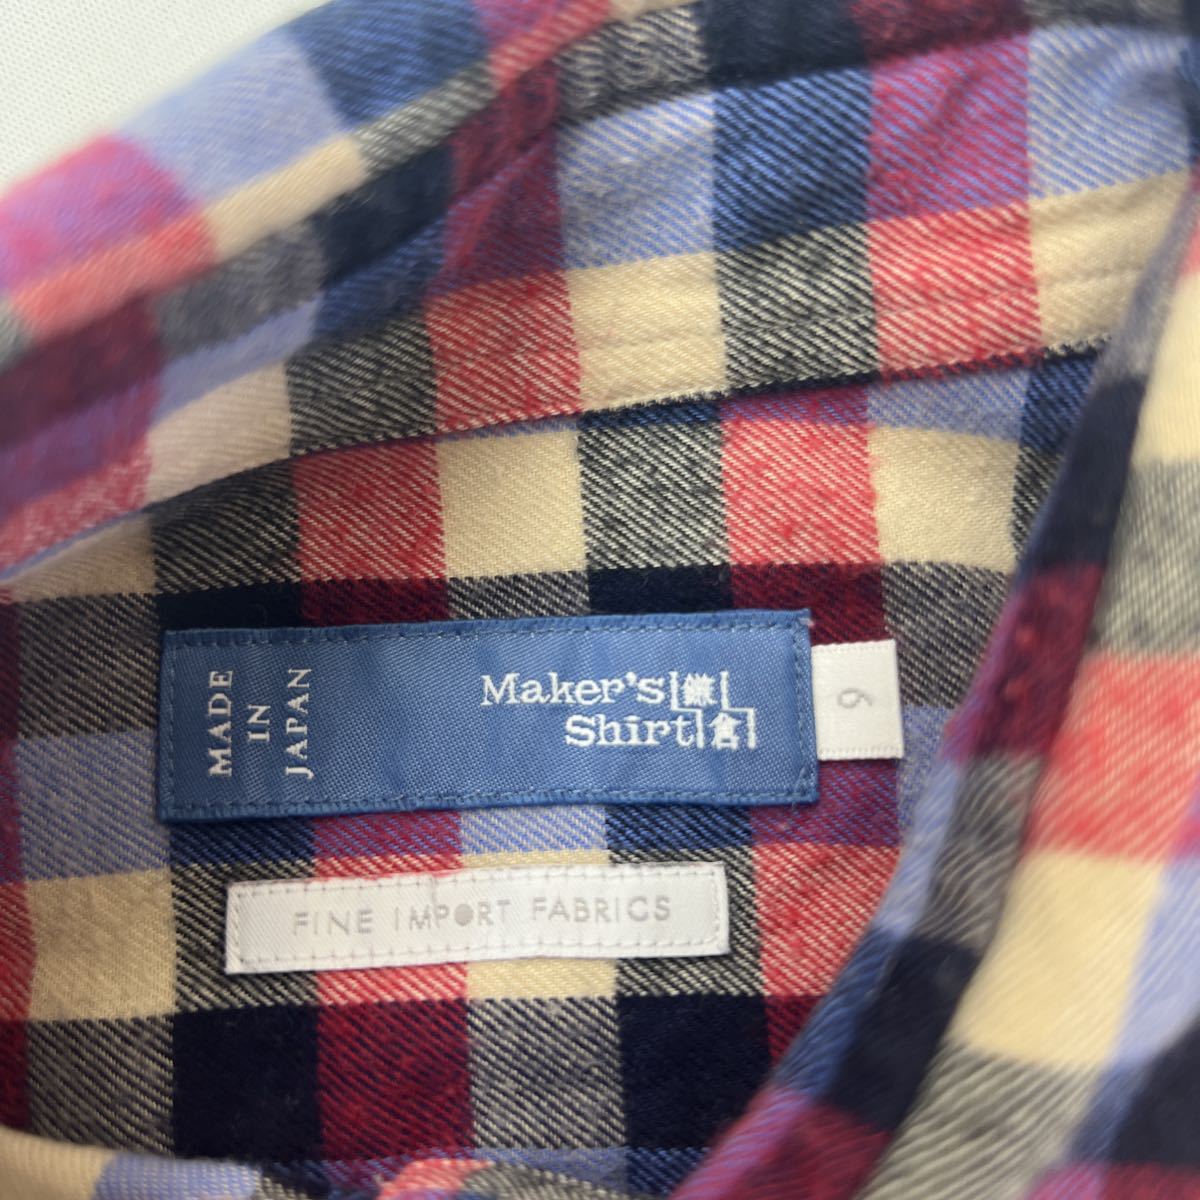 MADE
IN
JAPAN
Maker's 鎌
Shirt 倉
9
FINE IMPORT FABRICS